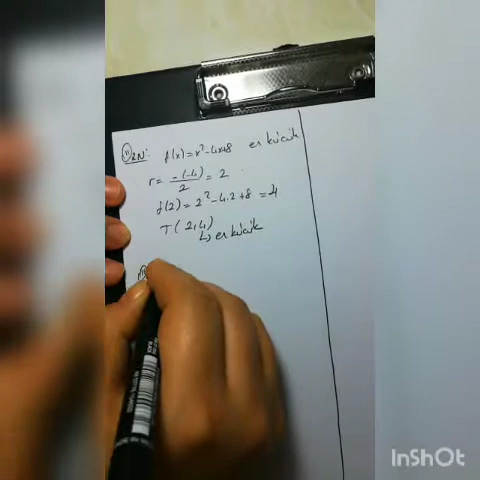 ÖRN: f(x)=x²-4x+8 en küçük
r= -(-4)/2 = 2
f(2)=2²-4.2+8=4
T(2,4)
↳ en küçük
InShOt